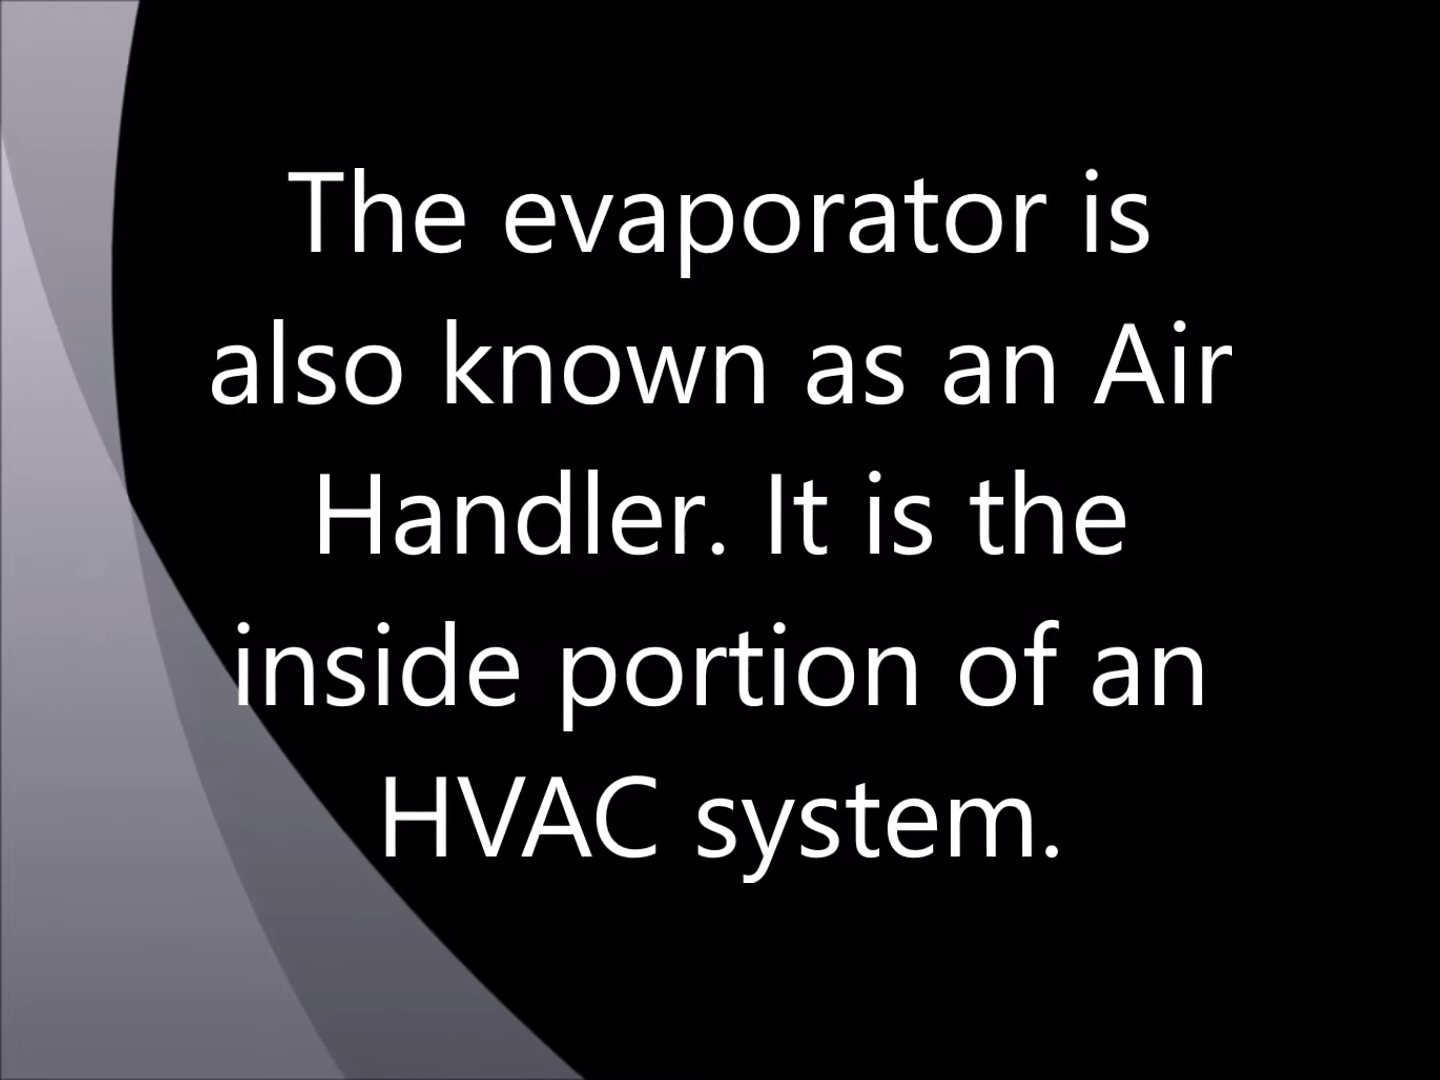 The evaporator is
also known as an Air
Handler. It is the
inside portion of an
HVAC system.